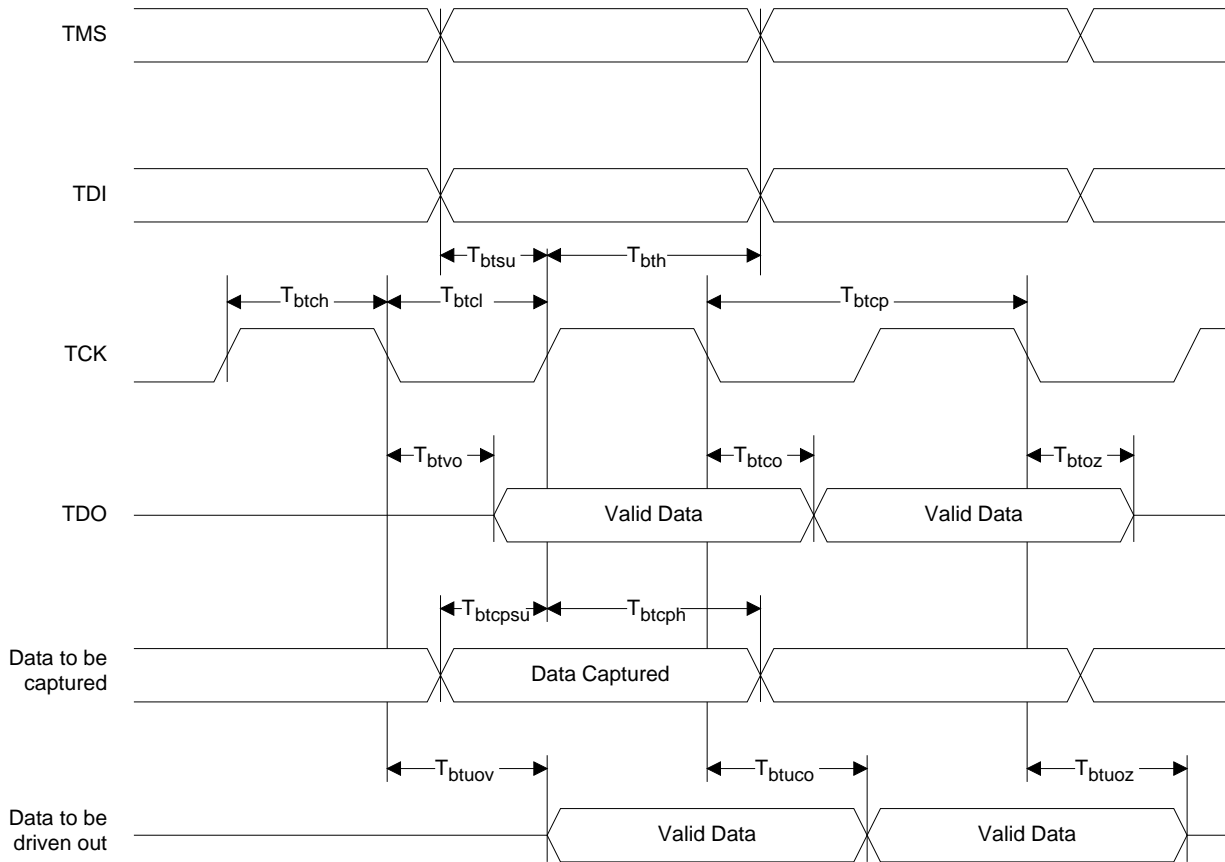 TMS
TDI
Tbtsu
Tbth
Tbtch
Tbtcl
Tbtcp
TCK
Tbtvo
Tbtco
Tbtoz
TDO
Valid Data
Valid Data
Tbtcpsu
Tbtcph
Data to be
captured
Data Captured
Tbtuov
Tbtuco
Tbtuoz
Data to be
driven out
Valid Data
Valid Data